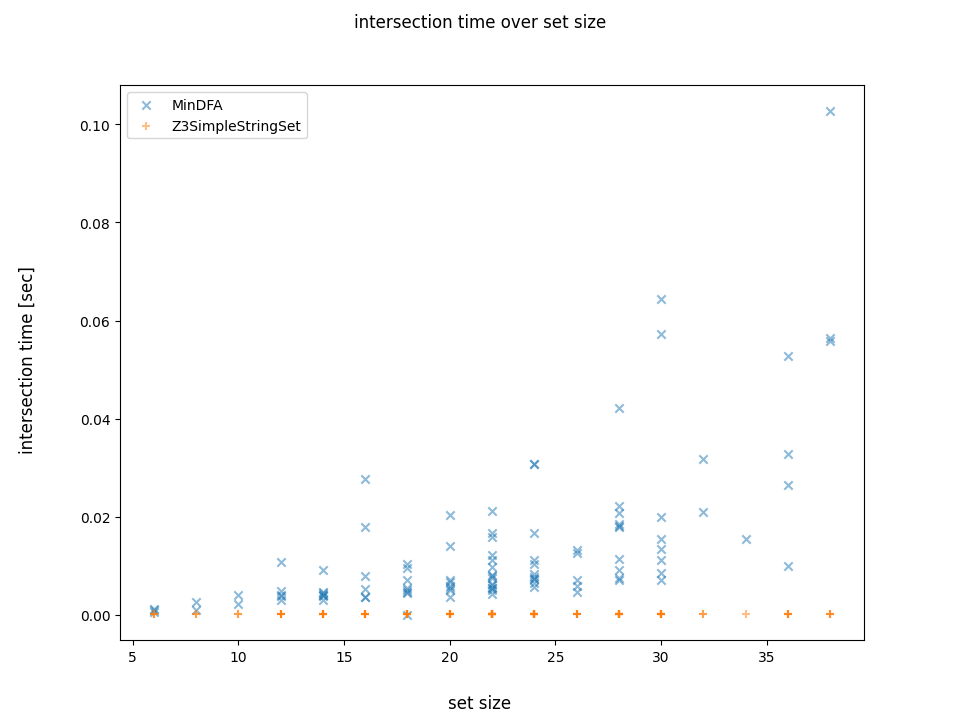 intersection time over set size
MinDFA
Z3SimpleStringSet
intersection time [sec]
0.10
0.08
0.06
0.04
0.02
0.00
5 10 15 20 25 30 35
set size